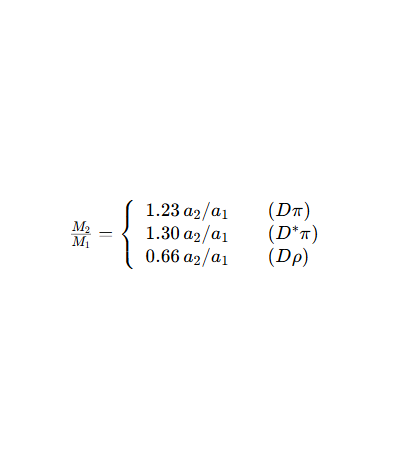 M₂/M₁ = { 1.23 a₂/a₁ (Dπ)
1.30 a₂/a₁ (D*π)
0.66 a₂/a₁ (Dρ)